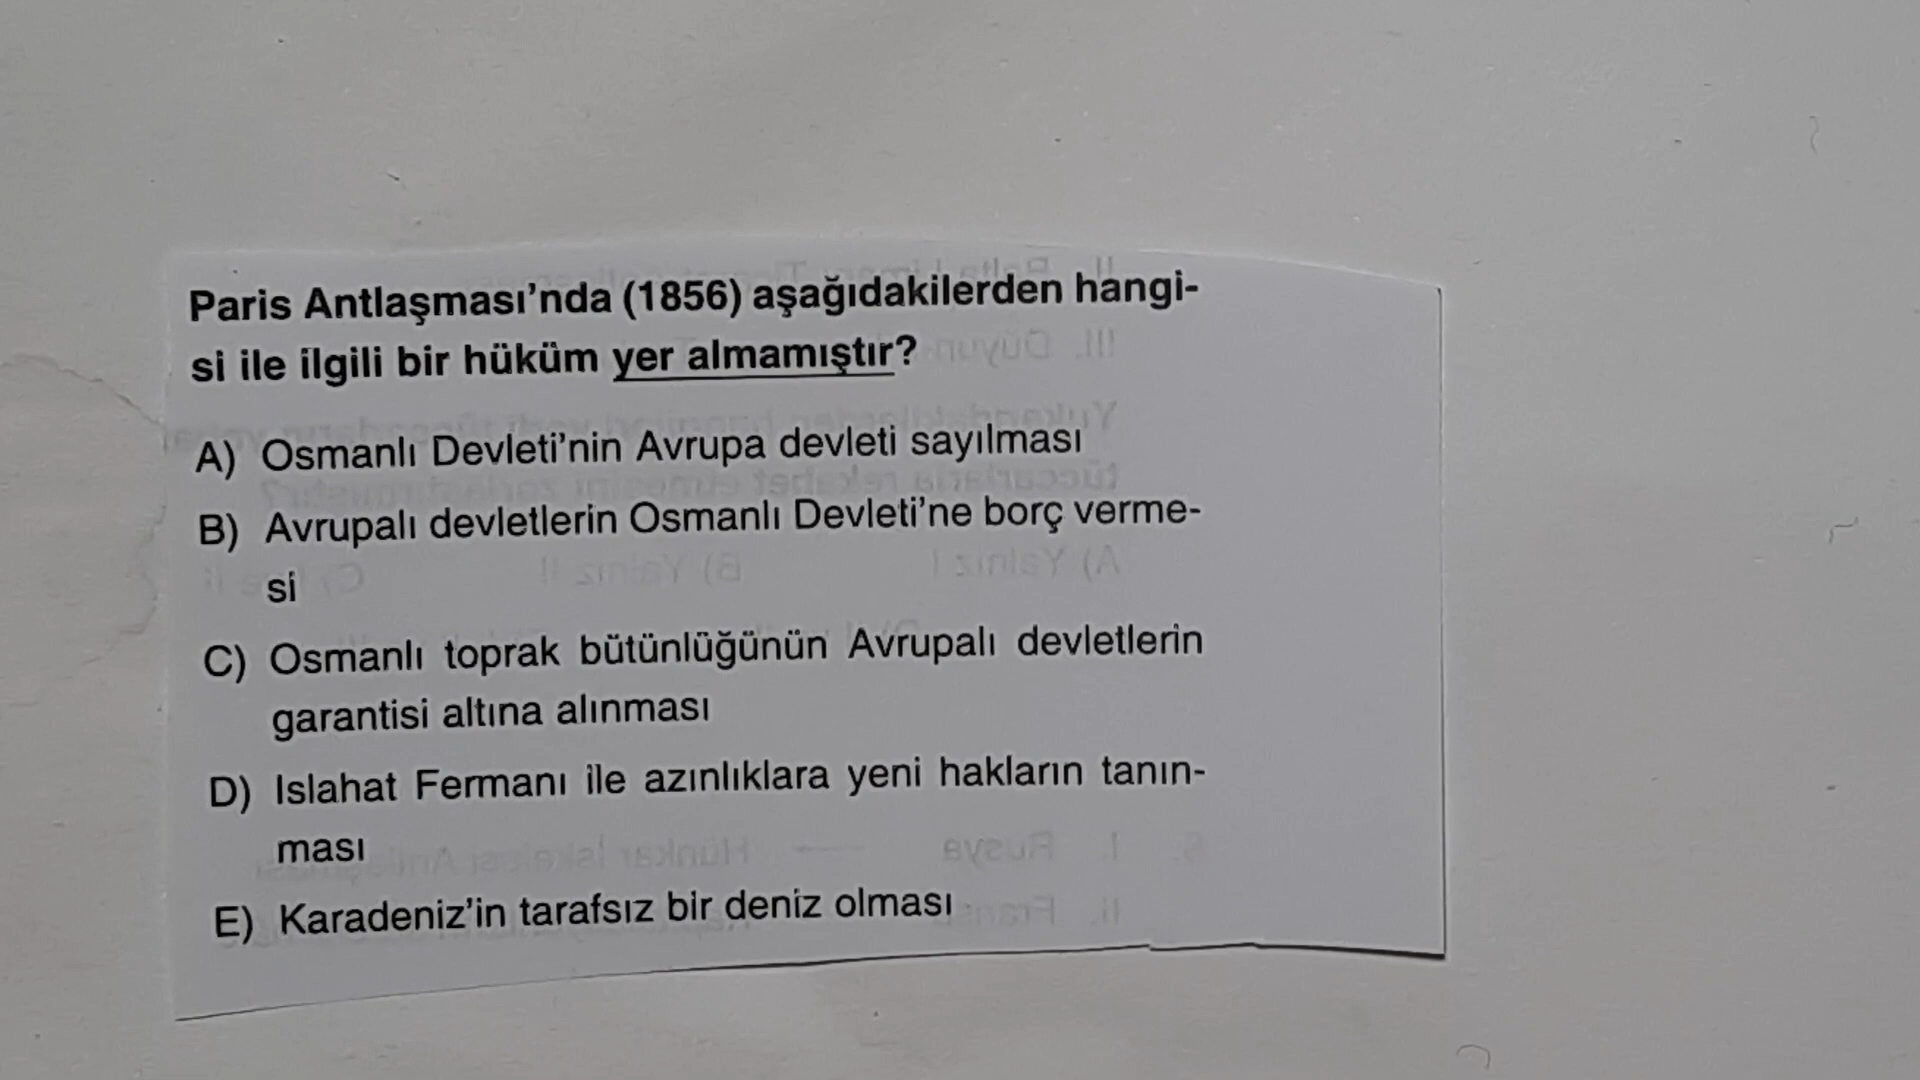 Paris Antlaşması'nda (1856) aşağıdakilerden hangi-
si ile ilgili bir hüküm yer almamıştır?
A) Osmanlı Devleti'nin Avrupa devleti sayılması
B) Avrupalı devletlerin Osmanlı Devleti'ne borç verme-
si
C) Osmanlı toprak bütünlüğünün Avrupalı devletlerin
garantisi altına alınması
D) Islahat Fermanı ile azınlıklara yeni hakların tanın-
ması
E) Karadeniz'in tarafsız bir deniz olması